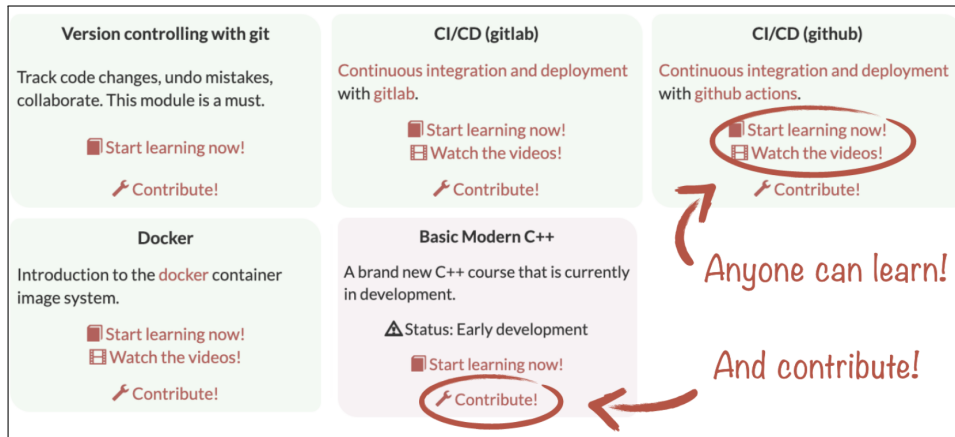 Version controlling with git
Track code changes, undo mistakes,
collaborate. This module is a must.
Start learning now!
Contribute!
CI/CD (gitlab)
Continuous integration and deployment
with gitlab.
Start learning now!
Watch the videos!
Contribute!
CI/CD (github)
Continuous integration and deployment
with github actions.
Start learning now!
Watch the videos!
Contribute!
Docker
Introduction to the docker container
image system.
Start learning now!
Watch the videos!
Contribute!
Basic Modern C++
A brand new C++ course that is currently
in development.
Status: Early development
Start learning now!
Contribute!
Anyone can learn!
And contribute!